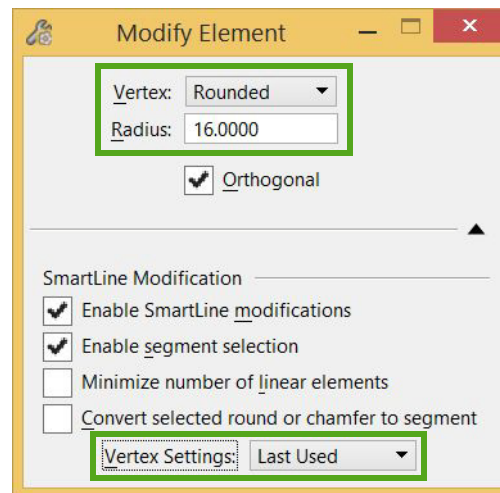 Modify Element
Vertex: Rounded
Radius: 16.0000
Orthogonal
SmartLine Modification
Enable SmartLine modifications
Enable segment selection
Minimize number of linear elements
Convert selected round or chamfer to segment
Vertex Settings: Last Used